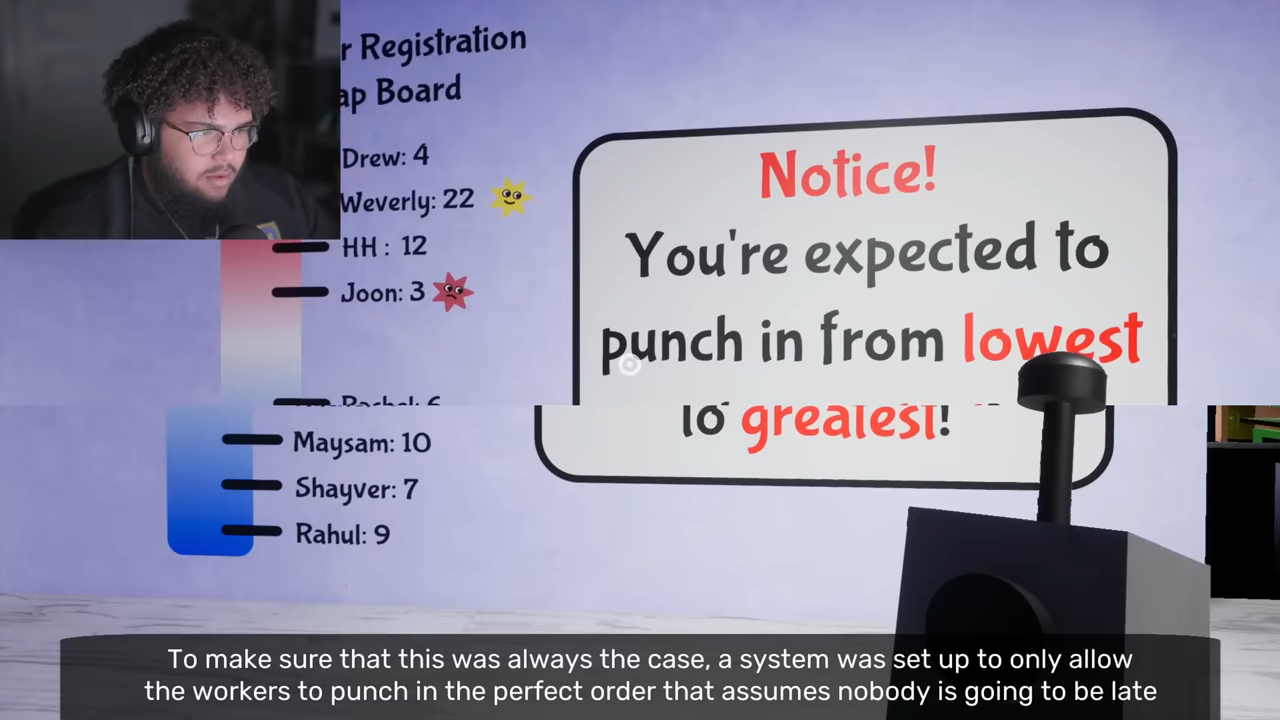 r Registration
ap Board
Drew: 4
Weverly: 22
HH : 12
Joon: 3
Rachel: 6
Maysam: 10
Shayver: 7
Rahul: 9
Notice!
You're expected to
punch in from lowest
to greatest!
To make sure that this was always the case, a system was set up to only allow
the workers to punch in the perfect order that assumes nobody is going to be late